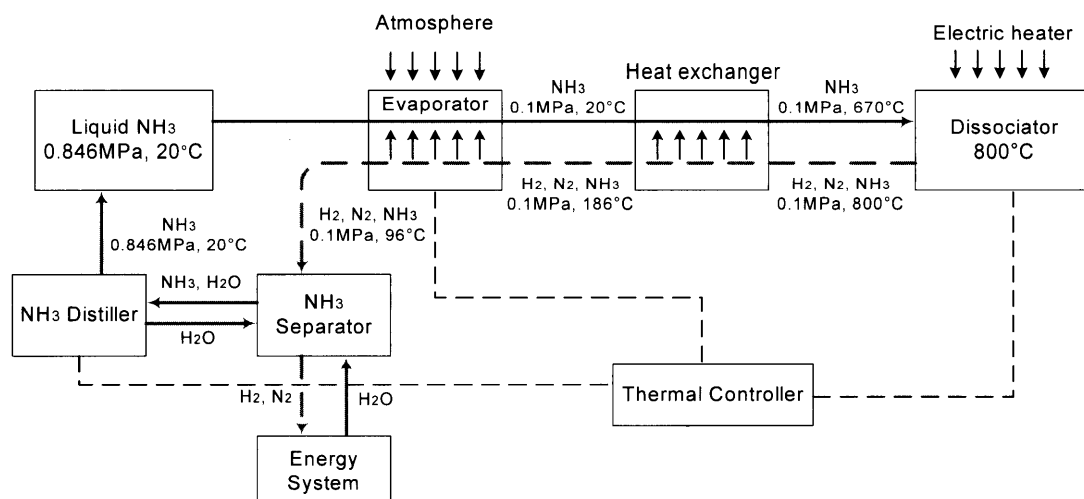 Atmosphere
Electric heater
Heat exchanger
Evaporator
NH3
0.1MPa, 20°C
NH3
0.1MPa, 670°C
Liquid NH3
0.846MPa, 20°C
Dissociator
800°C
H2, N2, NH3
0.1MPa, 186°C
H2, N2, NH3
0.1MPa, 800°C
H2, N2, NH3
0.1MPa, 96°C
NH3
0.846MPa, 20°C
NH3 Distiller
NH3, H2O
H2O
NH3
Separator
Thermal Controller
H2, N2
H2O
Energy
System